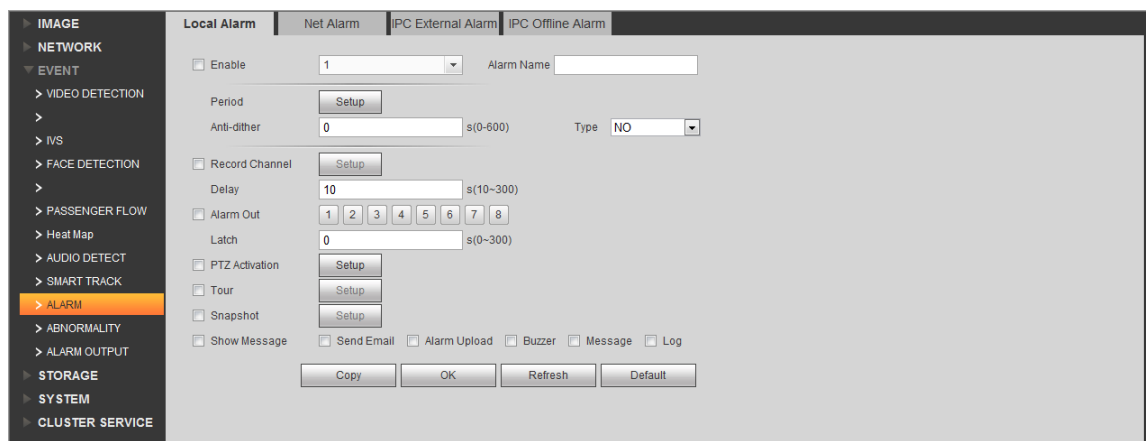 IMAGE
NETWORK
EVENT
> VIDEO DETECTION
>
> IVS
> FACE DETECTION
>
> PASSENGER FLOW
> Heat Map
> AUDIO DETECT
> SMART TRACK
> ALARM
> ABNORMALITY
> ALARM OUTPUT
STORAGE
SYSTEM
CLUSTER SERVICE
Local Alarm Net Alarm IPC External Alarm IPC Offline Alarm
Enable 1 Alarm Name
Period Setup
Anti-dither 0 s(0-600) Type NO
Record Channel Setup
Delay 10 s(10~300)
Alarm Out 1 2 3 4 5 6 7 8
Latch 0 s(0~300)
PTZ Activation Setup
Tour Setup
Snapshot Setup
Show Message Send Email Alarm Upload Buzzer Message Log
Copy OK Refresh Default